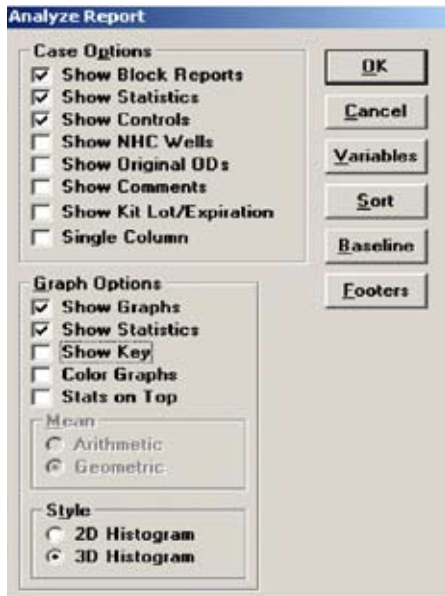 Analyze Report
Case Options
Show Block Reports
Show Statistics
Show Controls
Show NHC Wells
Show Original ODs
Show Comments
Show Kit Lot/Expiration
Single Column
Graph Options
Show Graphs
Show Statistics
Show Key
Color Graphs
Stats on Top
Mean
Arithmetic
Geometric
Style
2D Histogram
3D Histogram
OK
Cancel
Variables
Sort
Baseline
Footers